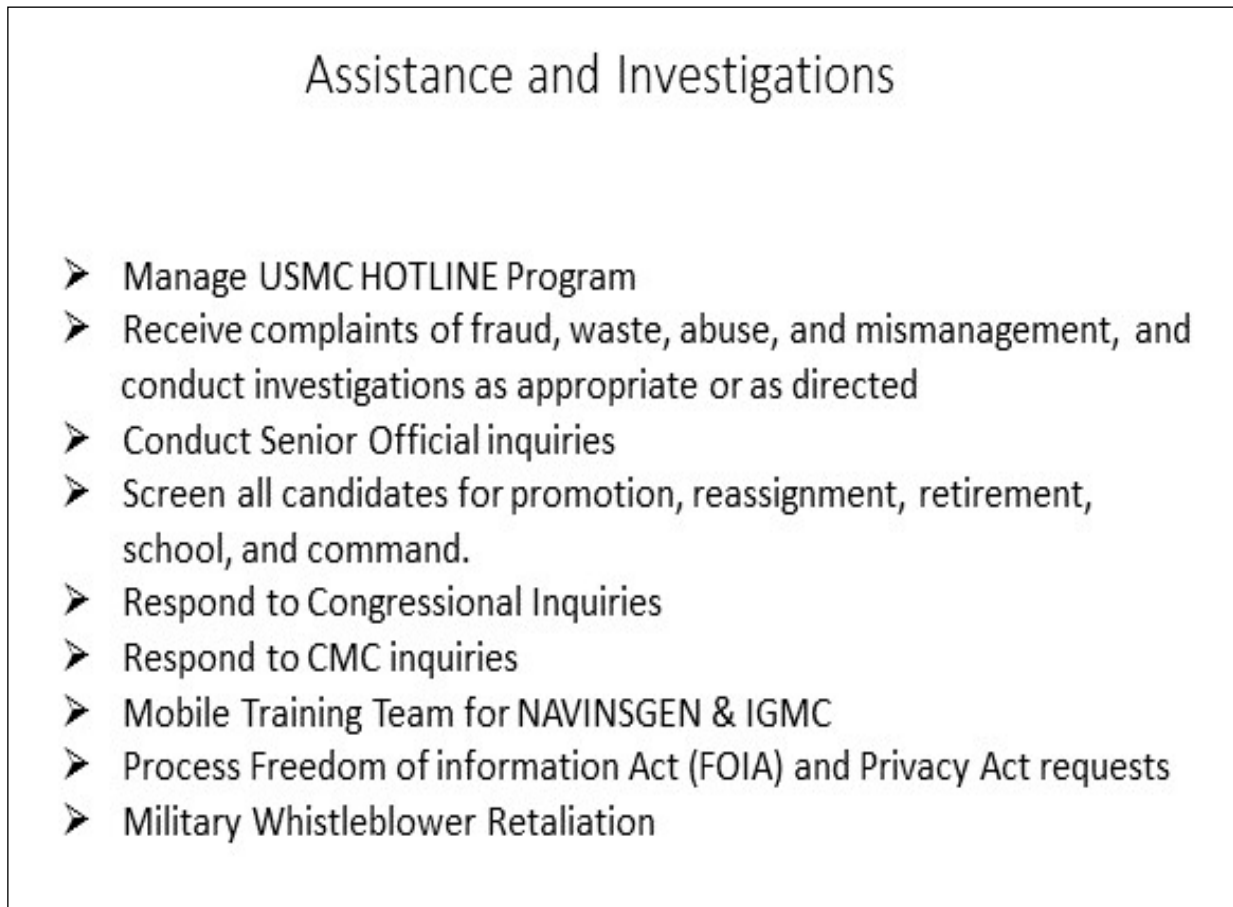 Assistance and Investigations
➢ Manage USMC HOTLINE Program
➢ Receive complaints of fraud, waste, abuse, and mismanagement, and
conduct investigations as appropriate or as directed
➢ Conduct Senior Official inquiries
➢ Screen all candidates for promotion, reassignment, retirement,
school, and command.
➢ Respond to Congressional Inquiries
➢ Respond to CMC inquiries
➢ Mobile Training Team for NAVINSGEN & IGMC
➢ Process Freedom of information Act (FOIA) and Privacy Act requests
➢ Military Whistleblower Retaliation